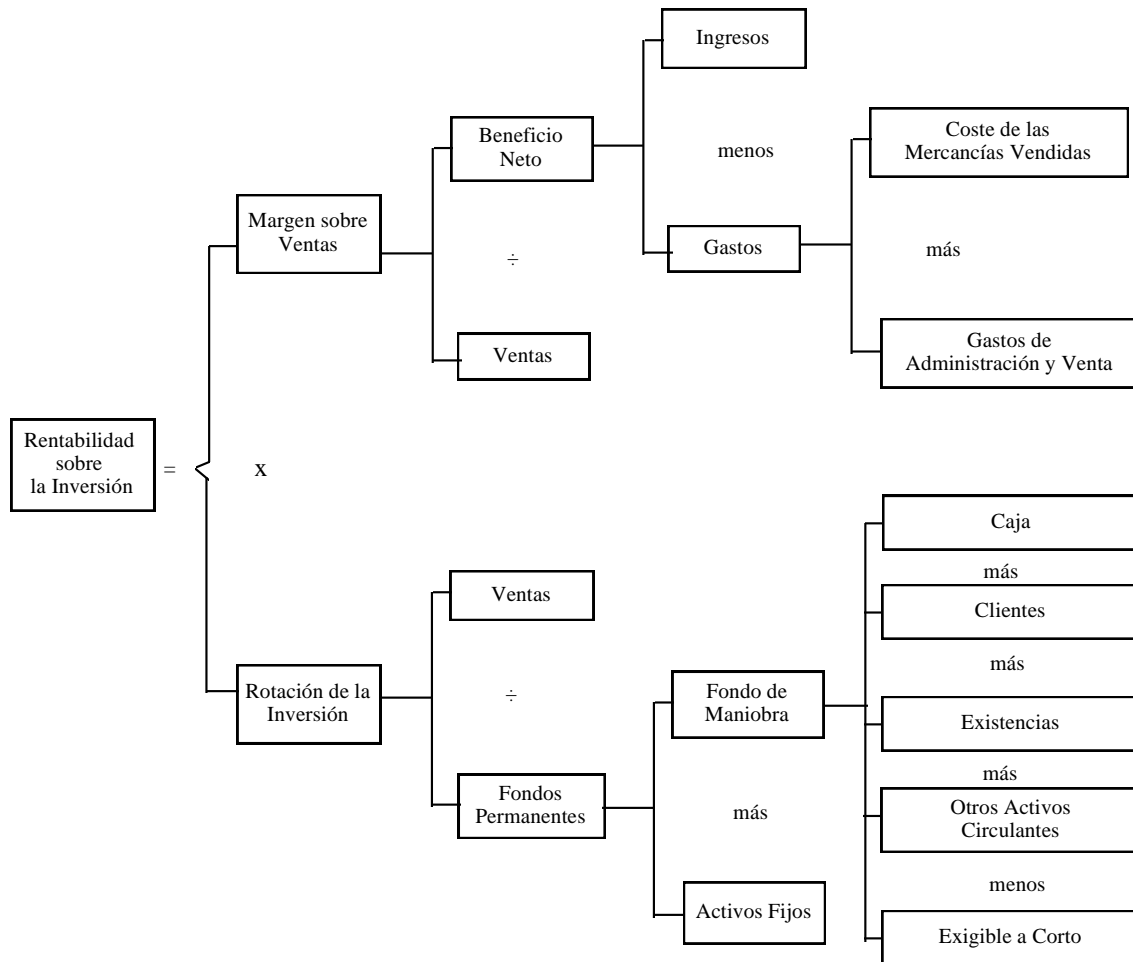 Ingresos
Beneficio
Neto
menos
Coste de las
Mercancías Vendidas
Margen sobre
Ventas
÷
Gastos
más
Ventas
Gastos de
Administración y Venta
Rentabilidad
sobre
la Inversión
=
x
Caja
más
Ventas
Clientes
más
Rotación de la
Inversión
÷
Fondo de
Maniobra
Existencias
más
Fondos
Permanentes
más
Otros Activos
Circulantes
menos
Activos Fijos
Exigible a Corto